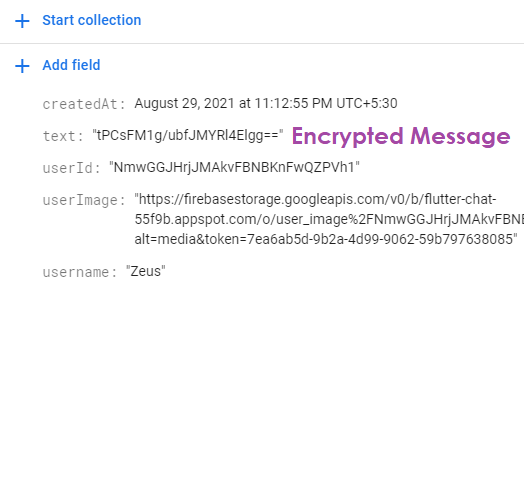 Start collection
Add field
createdAt: August 29, 2021 at 11:12:55 PM UTC+5:30
text: "tPCsFM1g/ubfJMYRl4Elgg==" Encrypted Message
userId: "NmwGGJHrjJMAkvFBNBKnFwQZPVh1"
userImage: "https://firebasestorage.googleapis.com/v0/b/flutter-chat-
55f9b.appspot.com/o/user_image%2FNmwGGJHrjJMAkvFBNB
alt=media&token=7ea6ab5d-9b2a-4d99-9062-59b797638085"
username: "Zeus"